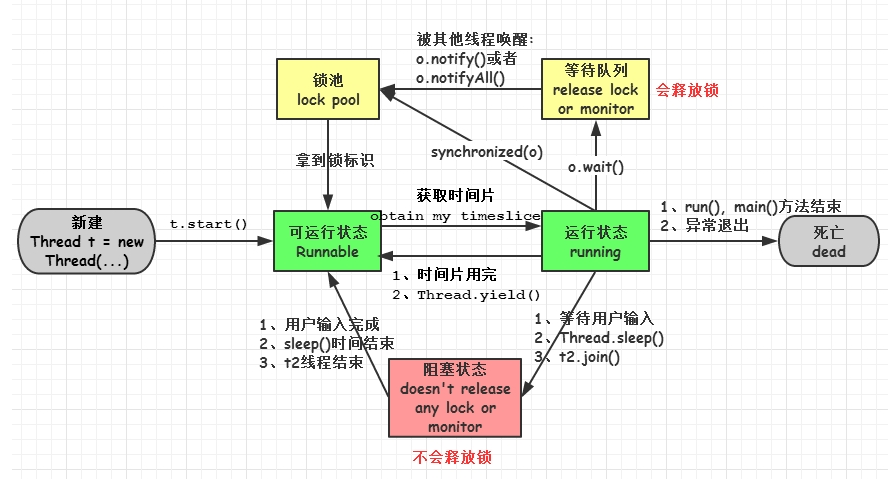 被其他线程唤醒:
o.notify()或者
o.notifyAll()
锁池
lock pool
等待队列
release lock
or monitor
会释放锁
拿到锁标识
synchronized(o)
o.wait()
新建
Thread t = new
Thread(...)
t.start()
可运行状态
Runnable
获取时间片
obtain my timeslice
运行状态
running
1、run(), main()方法结束
2、异常退出
死亡
dead
1、时间片用完
2、Thread.yield()
1、用户输入完成
2、sleep()时间结束
3、t2线程结束
1、等待用户输入
2、Thread.sleep()
3、t2.join()
阻塞状态
doesn't release
any lock or
monitor
不会释放锁